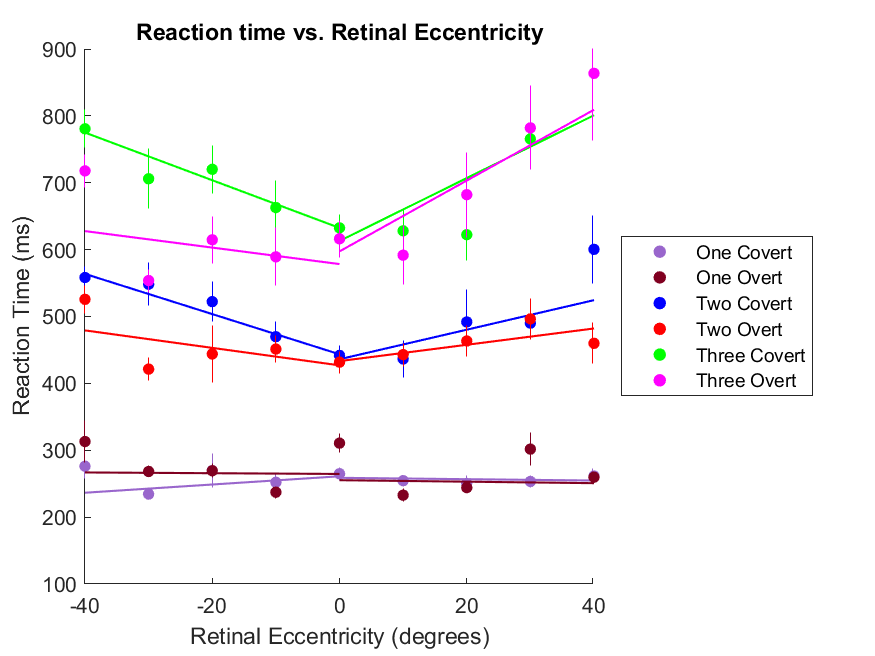 Reaction time vs. Retinal Eccentricity
900
800
700
600
500
400
300
200
100
Reaction Time (ms)
-40
-20
0
20
40
Retinal Eccentricity (degrees)
One Covert
One Overt
Two Covert
Two Overt
Three Covert
Three Overt